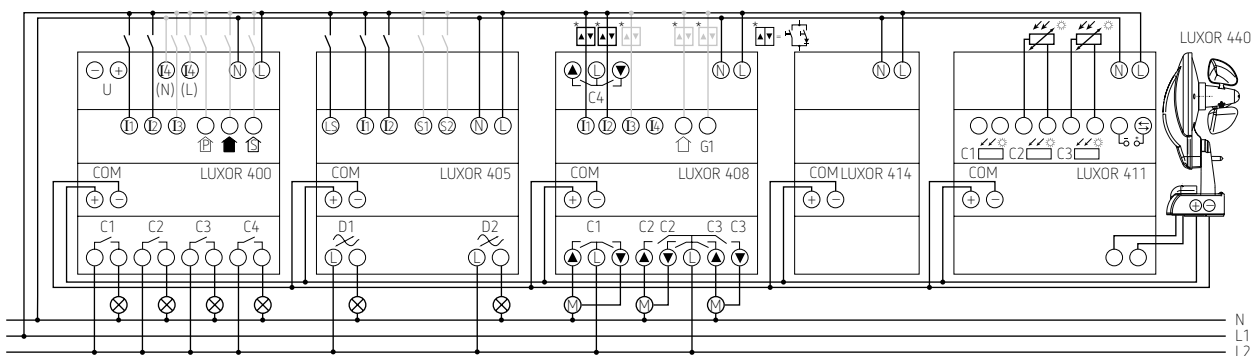 LUXOR 440
* * * * * * =
− + I4 I4 N L
U (N) (L)
L
C4
N L
N L
N L
I1 I2 I3
P S
LS I1 I2 S1 S2 N L
I1 I2 I3 I4
G1
C1 C2 C3
COM LUXOR 400
COM LUXOR 405
COM LUXOR 408
COM LUXOR 414
COM LUXOR 411
+ −
+ −
+ −
+ −
+ −
+ −
C1 C2 C3 C4
D1 D2
C1 C2 C2 C3 C3
L L
L L
M M M
N
L1
L2